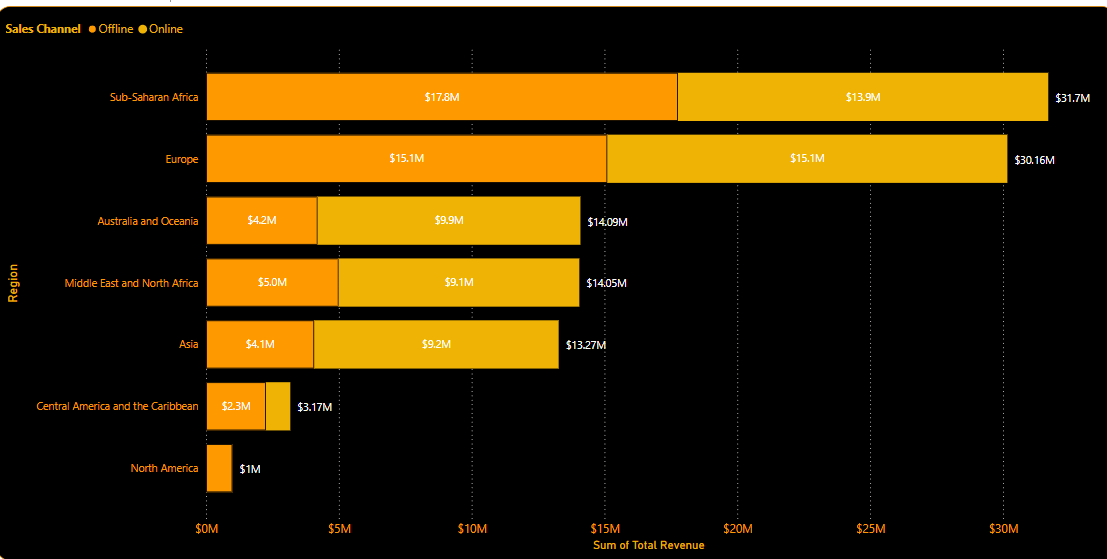 Sales Channel Offline Online
Sub-Saharan Africa $17.8M $13.9M $31.7M
Europe $15.1M $15.1M $30.16M
Australia and Oceania $4.2M $9.9M $14.09M
Middle East and North Africa $5.0M $9.1M $14.05M
Asia $4.1M $9.2M $13.27M
Central America and the Caribbean $2.3M $3.17M
North America $1M
Region
$0M $5M $10M $15M $20M $25M $30M
Sum of Total Revenue